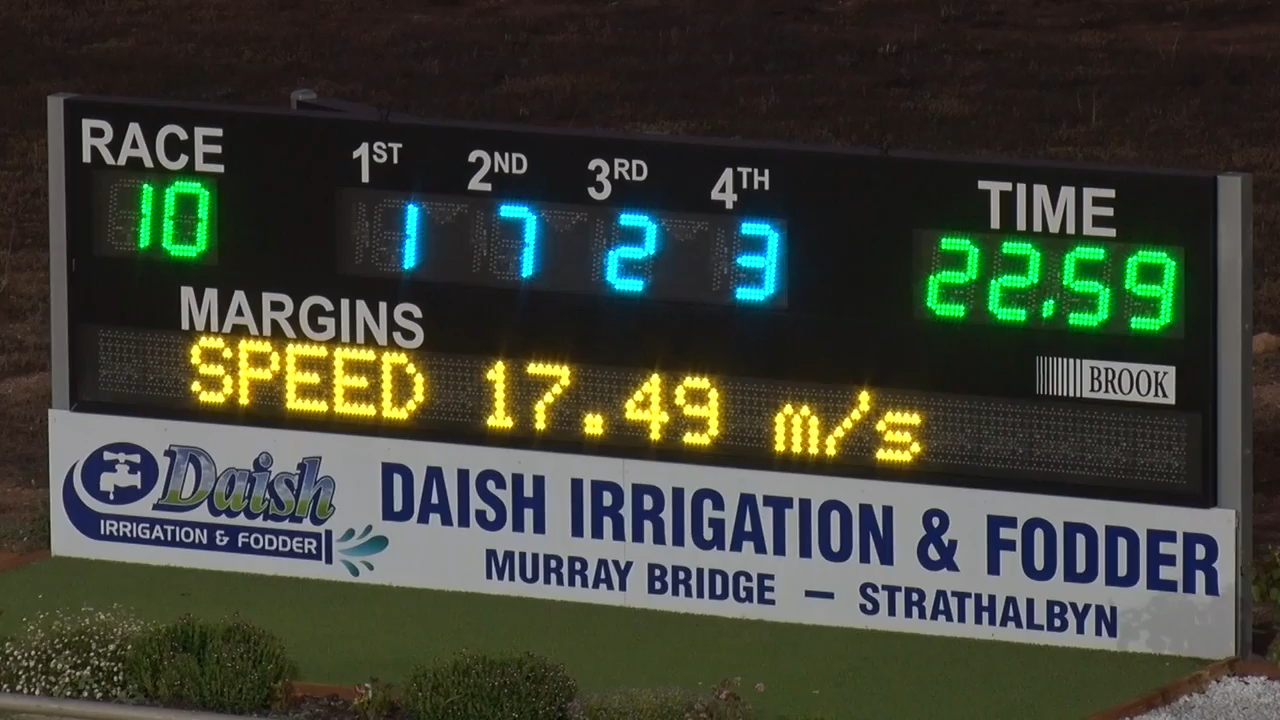 RACE 1ST 2ND 3RD 4TH TIME
10 1 7 2 3 22.59
MARGINS
BROOK
SPEED 17.49 m/s
Daish
IRRIGATION & FODDER
DAISH IRRIGATION & FODDER
MURRAY BRIDGE — STRATHALBYN